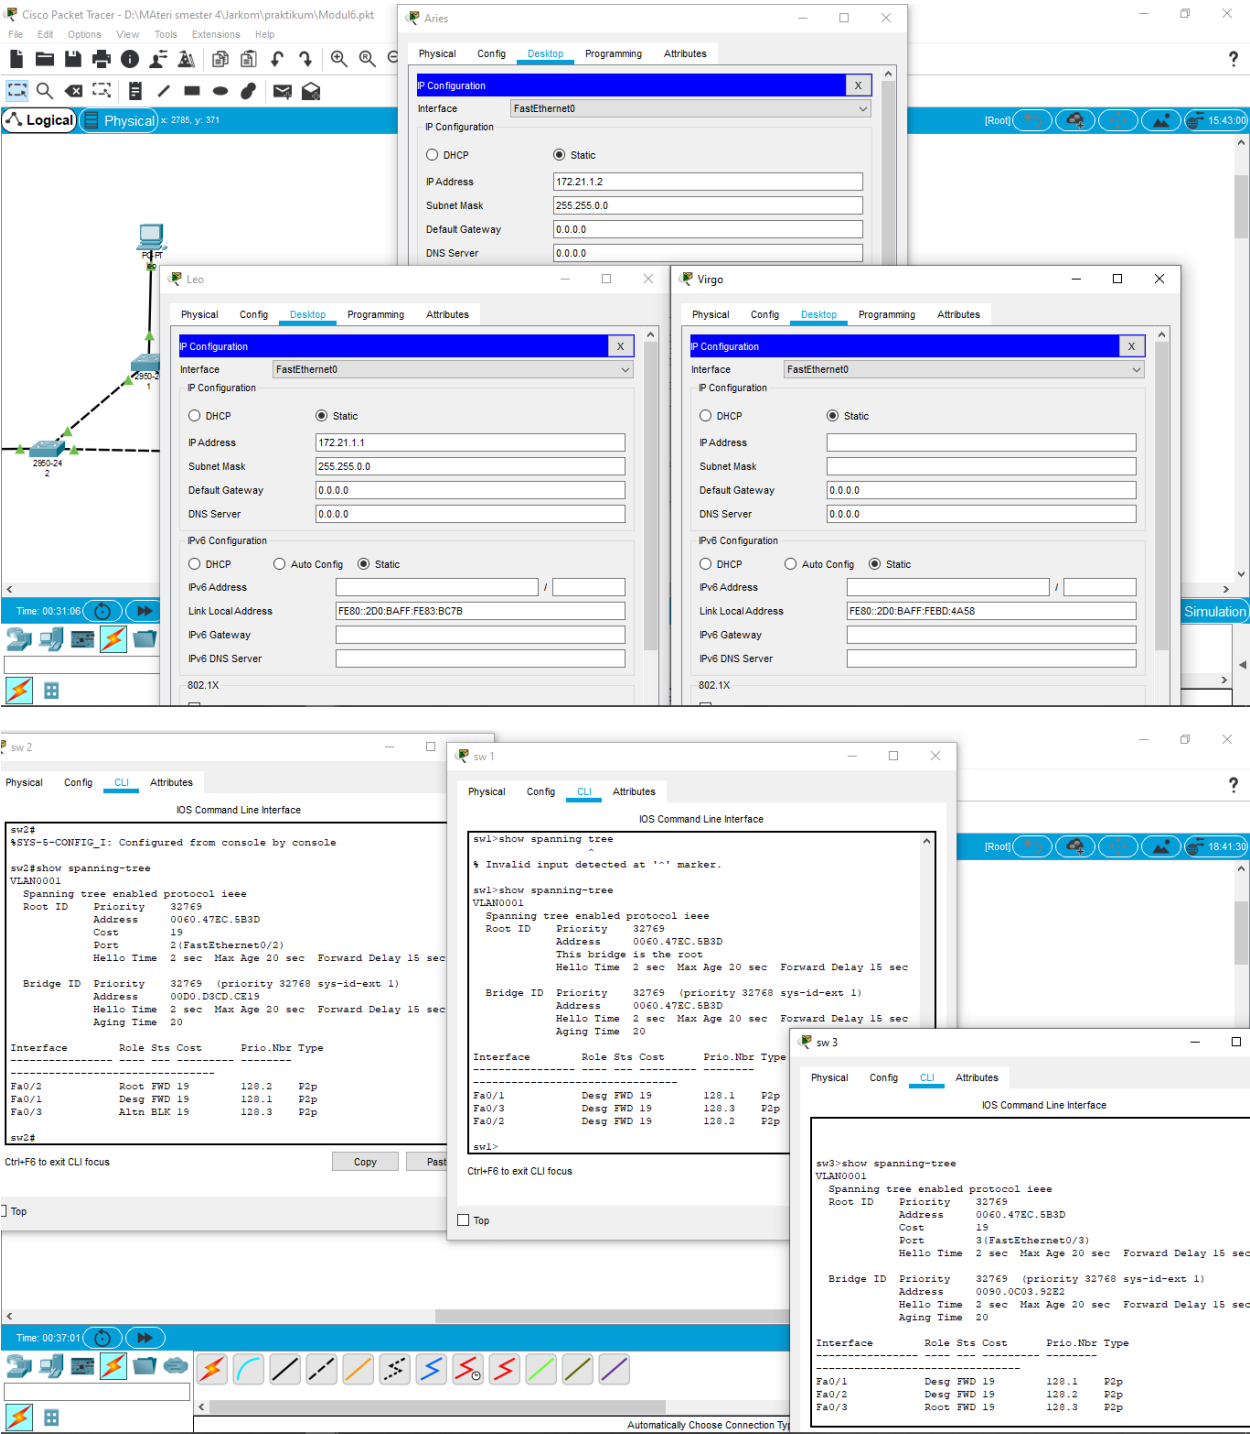 Cisco Packet Tracer - D:\MAteri smester 4\Jarkom\praktikum\Modul6.pkt
File Edit Options View Tools Extensions Help
?
Logical Physical x: 2785, y: 371
[Root] 15:43:00
PC-PT
Leo
2950-24
1
2950-24
2
Time: 00:31:06
Simulation
Aries
Physical Config Desktop Programming Attributes
IP Configuration X
Interface FastEthernet0
IP Configuration
DHCP Static
IP Address 172.21.1.2
Subnet Mask 255.255.0.0
Default Gateway 0.0.0.0
DNS Server 0.0.0.0
Leo
Physical Config Desktop Programming Attributes
IP Configuration X
Interface FastEthernet0
IP Configuration
DHCP Static
IP Address 172.21.1.1
Subnet Mask 255.255.0.0
Default Gateway 0.0.0.0
DNS Server 0.0.0.0
IPv6 Configuration
DHCP Auto Config Static
IPv6 Address /
Link Local Address FE80::2D0:BAFF:FE83:BC7B
IPv6 Gateway
IPv6 DNS Server
802.1X
Virgo
Physical Config Desktop Programming Attributes
IP Configuration X
Interface FastEthernet0
IP Configuration
DHCP Static
IP Address
Subnet Mask
Default Gateway 0.0.0.0
DNS Server 0.0.0.0
IPv6 Configuration
DHCP Auto Config Static
IPv6 Address /
Link Local Address FE80::2D0:BAFF:FEBD:4A58
IPv6 Gateway
IPv6 DNS Server
802.1X
sw 2
Physical Config CLI Attributes
IOS Command Line Interface
sw2#
%SYS-5-CONFIG_I: Configured from console by console
sw2#show spanning-tree
VLAN0001
Spanning tree enabled protocol ieee
Root ID Priority 32769
Address 0060.47EC.5B3D
Cost 19
Port 2(FastEthernet0/2)
Hello Time 2 sec Max Age 20 sec Forward Delay 15 sec
Bridge ID Priority 32769 (priority 32768 sys-id-ext 1)
Address 00D0.D3CD.CE19
Hello Time 2 sec Max Age 20 sec Forward Delay 15 sec
Aging Time 20
Interface Role Sts Cost Prio.Nbr Type
---------------- ---- --- --------- -------- --------------------------------
Fa0/2 Root FWD 19 128.2 P2p
Fa0/1 Desg FWD 19 128.1 P2p
Fa0/3 Altn BLK 19 128.3 P2p
sw2#
Ctrl+F6 to exit CLI focus Copy Past
Top
sw 1
Physical Config CLI Attributes
IOS Command Line Interface
sw1>show spanning tree
^
% Invalid input detected at '^' marker.
sw1>show spanning-tree
VLAN0001
Spanning tree enabled protocol ieee
Root ID Priority 32769
Address 0060.47EC.5B3D
This bridge is the root
Hello Time 2 sec Max Age 20 sec Forward Delay 15 sec
Bridge ID Priority 32769 (priority 32768 sys-id-ext 1)
Address 0060.47EC.5B3D
Hello Time 2 sec Max Age 20 sec Forward Delay 15 sec
Aging Time 20
Interface Role Sts Cost Prio.Nbr Type
---------------- ---- --- --------- -------- --------------------------------
Fa0/1 Desg FWD 19 128.1 P2p
Fa0/3 Desg FWD 19 128.3 P2p
Fa0/2 Desg FWD 19 128.2 P2p
sw1>
Ctrl+F6 to exit CLI focus
Top
?
[Root] 18:41:30
sw 3
Physical Config CLI Attributes
IOS Command Line Interface
sw3>show spanning-tree
VLAN0001
Spanning tree enabled protocol ieee
Root ID Priority 32769
Address 0060.47EC.5B3D
Cost 19
Port 3(FastEthernet0/3)
Hello Time 2 sec Max Age 20 sec Forward Delay 15 sec
Bridge ID Priority 32769 (priority 32768 sys-id-ext 1)
Address 0090.0C03.92E2
Hello Time 2 sec Max Age 20 sec Forward Delay 15 sec
Aging Time 20
Interface Role Sts Cost Prio.Nbr Type
---------------- ---- --- --------- -------- --------------------------------
Fa0/1 Desg FWD 19 128.1 P2p
Fa0/2 Desg FWD 19 128.2 P2p
Fa0/3 Root FWD 19 128.3 P2p
Time: 00:37:01
Automatically Choose Connection Typ